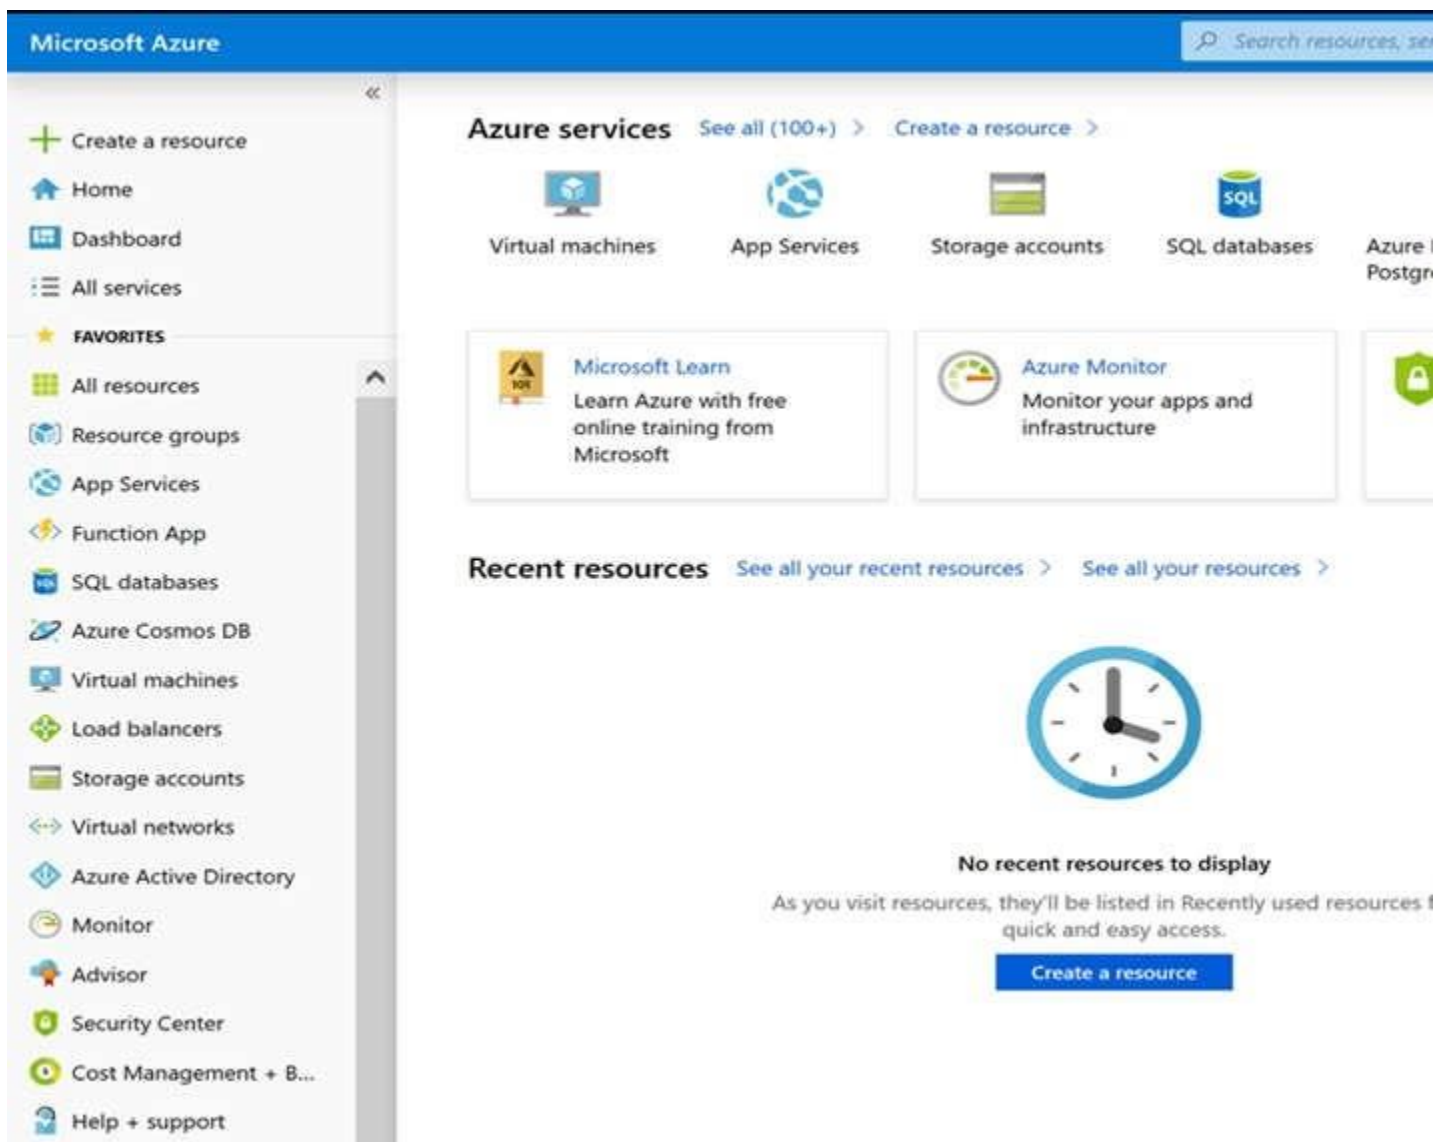 Microsoft Azure
Search resources,
Create a resource
Home
Dashboard
All services
FAVORITES
All resources
Resource groups
App Services
Function App
SQL databases
Azure Cosmos DB
Virtual machines
Load balancers
Storage accounts
Virtual networks
Azure Active Directory
Monitor
Advisor
Security Center
Cost Management + B...
Help + support
Azure services See all (100+) > Create a resource >
SQL
Virtual machines App Services Storage accounts SQL databases Azure
Microsoft Learn
Learn Azure with free
online training from
Microsoft
Azure Monitor
Monitor your apps and
infrastructure
Recent resources See all your recent resources > See all your resources >
No recent resources to display
As you visit resources, they'll be listed in Recently used resources
quick and easy access.
Create a resource